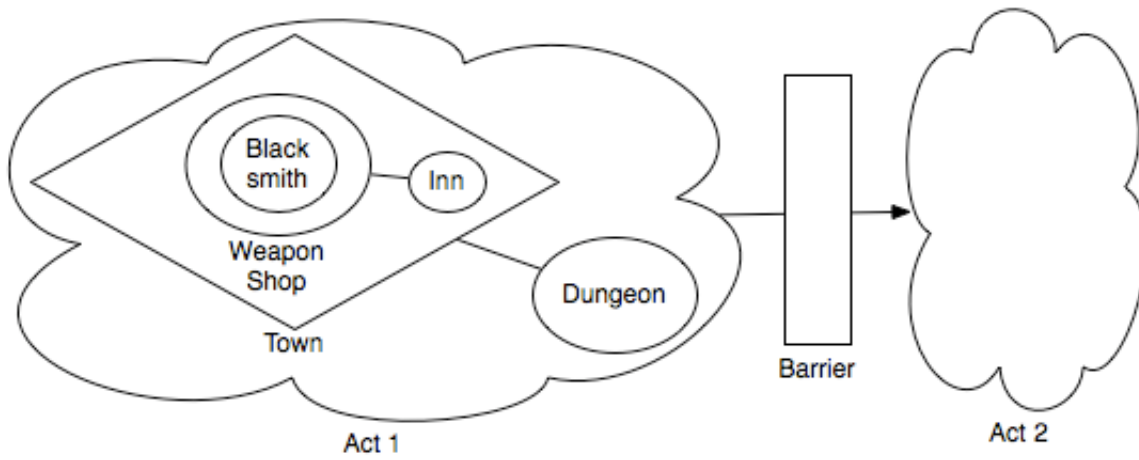 Black
smith
Inn
Weapon
Shop
Dungeon
Town
Barrier
Act 1
Act 2